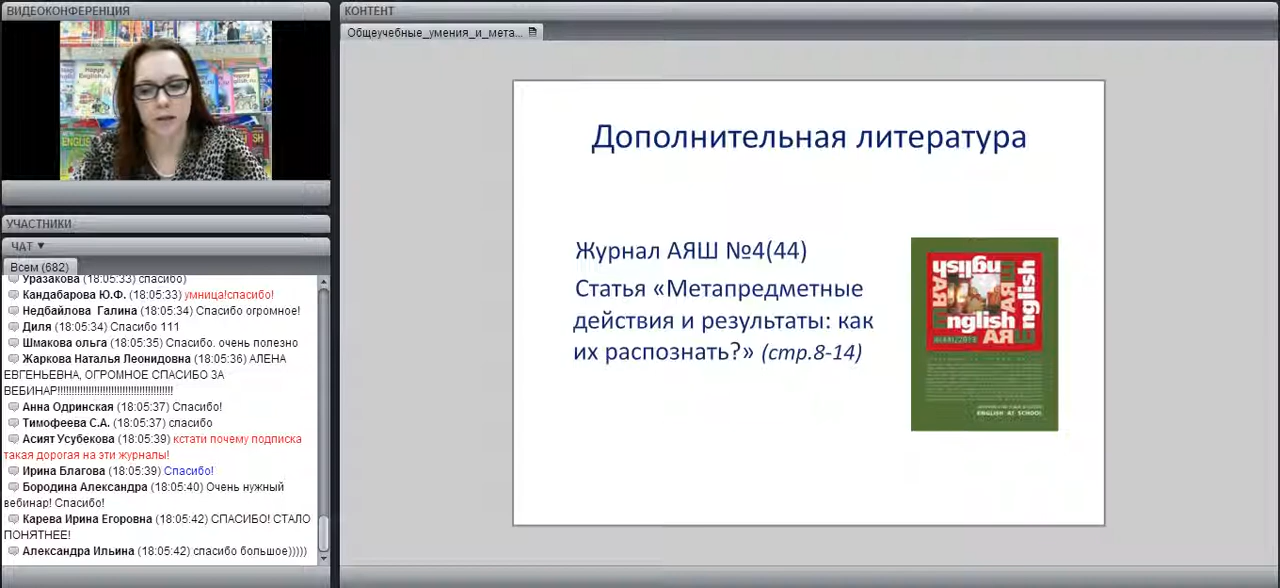 ВИДЕОКОНФЕРЕНЦИЯ
УЧАСТНИКИ
ЧАТ
Всем (682)
Уразакова (18:05:33) спасибо)
Кандабарова Ю.Ф. (18:05:33) умница!спасибо!
Недбайлова Галина (18:05:34) Спасибо огромное!
Диля (18:05:34) Спасибо 111
Шмакова ольга (18:05:35) Спасибо. очень полезно
Жаркова Наталья Леонидовна (18:05:36) АЛЕНА
ЕВГЕНЬЕВНА, ОГРОМНОЕ СПАСИБО ЗА
ВЕБИНАР!!!!!!!!!!!!!!!!!!!!!!!!!!!!!!!!!!!!!!!!!
Анна Одринская (18:05:37) Спасибо!
Тимофеева С.А. (18:05:37) спасибо
Асият Усубекова (18:05:39) кстати почему подписка
такая дорогая на эти журналы!
Ирина Благова (18:05:39) Спасибо!
Бородина Александра (18:05:40) Очень нужный
вебинар! Спасибо!
Карева Ирина Егоровна (18:05:42) СПАСИБО! СТАЛО
ПОНЯТНЕЕ!
Александра Ильина (18:05:42) спасибо большое)))))
КОНТЕНТ
Общеучебные_умения_и_мета...
Дополнительная литература
Журнал АЯШ №4(44)
Статья «Метапредметные
действия и результаты: как
их распознать?» (стр.8-14)
English
АЯШ
nglish
ENGLISH AT SCHOOL